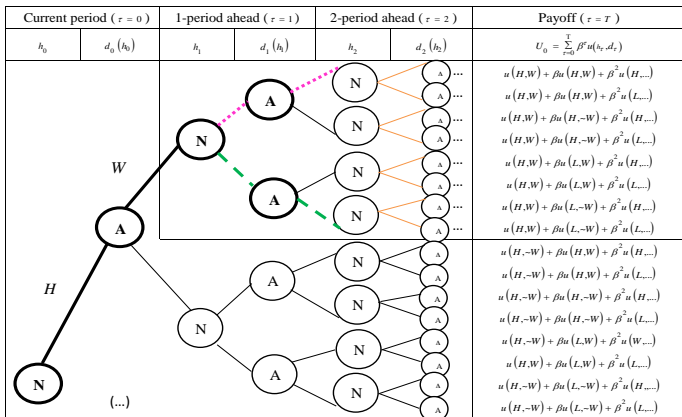 Current period ( τ = 0 ) 1-period ahead ( τ = 1 ) 2-period ahead ( τ = 2 ) Payoff ( τ = T )
h₀ d₀ (h₀) h₁ d₁ (h₁) h₂ d₂ (h₂) U₀ = Σ_{τ=0}^{T} β^τ u(h_τ, d_τ)
A ... u(H,W) + βu(H,W) + β²u(H,...)
N
A ... u(H,W) + βu(H,W) + β²u(L,...)
A
A ... u(H,W) + βu(H,~W) + β²u(H,...)
N
N
A ... u(H,W) + βu(H,~W) + β²u(L,...)
A ... u(H,W) + βu(L,W) + β²u(H,...)
W
N
A ... u(H,W) + βu(L,W) + β²u(L,...)
A
A ... u(H,W) + βu(L,~W) + β²u(H,...)
N
A
A ... u(H,W) + βu(L,~W) + β²u(L,...)
A u(H,~W) + βu(H,W) + β²u(H,...)
N
A u(H,~W) + βu(H,W) + β²u(L,...)
A
H
A u(H,~W) + βu(H,~W) + β²u(H,...)
N
A u(H,~W) + βu(H,~W) + β²u(L,...)
N
A u(H,~W) + βu(L,W) + β²u(W,...)
N
A u(H,W) + βu(L,W) + β²u(L,...)
A
N
A u(H,~W) + βu(L,~W) + β²u(H,,...)
N
(...)
A u(H,~W) + βu(L,~W) + β²u(L,...)